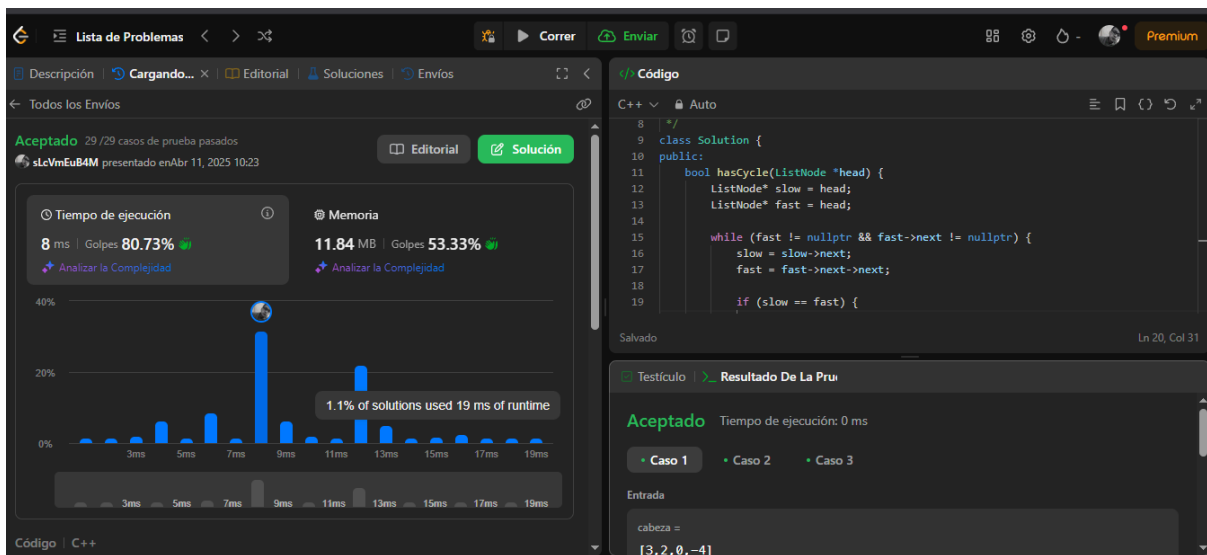 Lista de Problemas
Correr
Enviar
Premium
Descripción | Cargando... × | Editorial | Soluciones | Envíos
← Todos los Envíos
Aceptado 29 /29 casos de prueba pasados
sLcVmEuB4M presentado enAbr 11, 2025 10:23
Editorial
Solución
Tiempo de ejecución
8 ms | Golpes 80.73%
Analizar la Complejidad
Memoria
11.84 MB | Golpes 53.33%
Analizar la Complejidad
40%
20%
0%
1.1% of solutions used 19 ms of runtime
3ms 5ms 7ms 9ms 11ms 13ms 15ms 17ms 19ms
3ms 5ms 7ms 9ms 11ms 13ms 15ms 17ms 19ms
Código | C++
</> Código
C++ Auto
8 */
9 class Solution {
10 public:
11 bool hasCycle(ListNode *head) {
12 ListNode* slow = head;
13 ListNode* fast = head;
14
15 while (fast != nullptr && fast->next != nullptr) {
16 slow = slow->next;
17 fast = fast->next->next;
18
19 if (slow == fast) {
Salvado
Ln 20, Col 31
Testículo | >_ Resultado De La Pru
Aceptado Tiempo de ejecución: 0 ms
• Caso 1 • Caso 2 • Caso 3
Entrada
cabeza =
[3,2,0,-4]